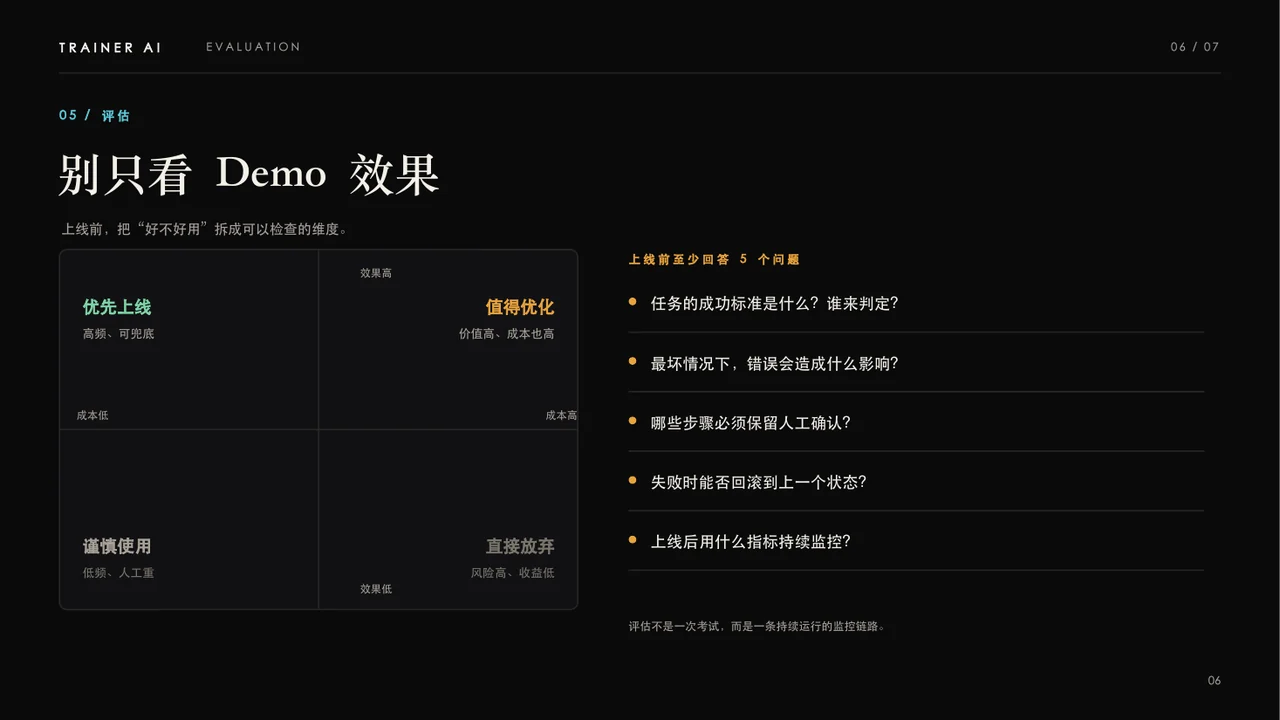 TRAINER AI
EVALUATION
06 / 07
05 / 评估
别只看 Demo 效果
上线前，把“好不好用”拆成可以检查的维度。
效果高
优先上线
高频、可兜底
值得优化
价值高、成本也高
成本低
成本高
谨慎使用
低频、人工重
直接放弃
风险高、收益低
效果低
上线前至少回答 5 个问题
任务的成功标准是什么？谁来判定？
最坏情况下，错误会造成什么影响？
哪些步骤必须保留人工确认？
失败时能否回滚到上一个状态？
上线后用什么指标持续监控？
评估不是一次考试，而是一条持续运行的监控链路。
06